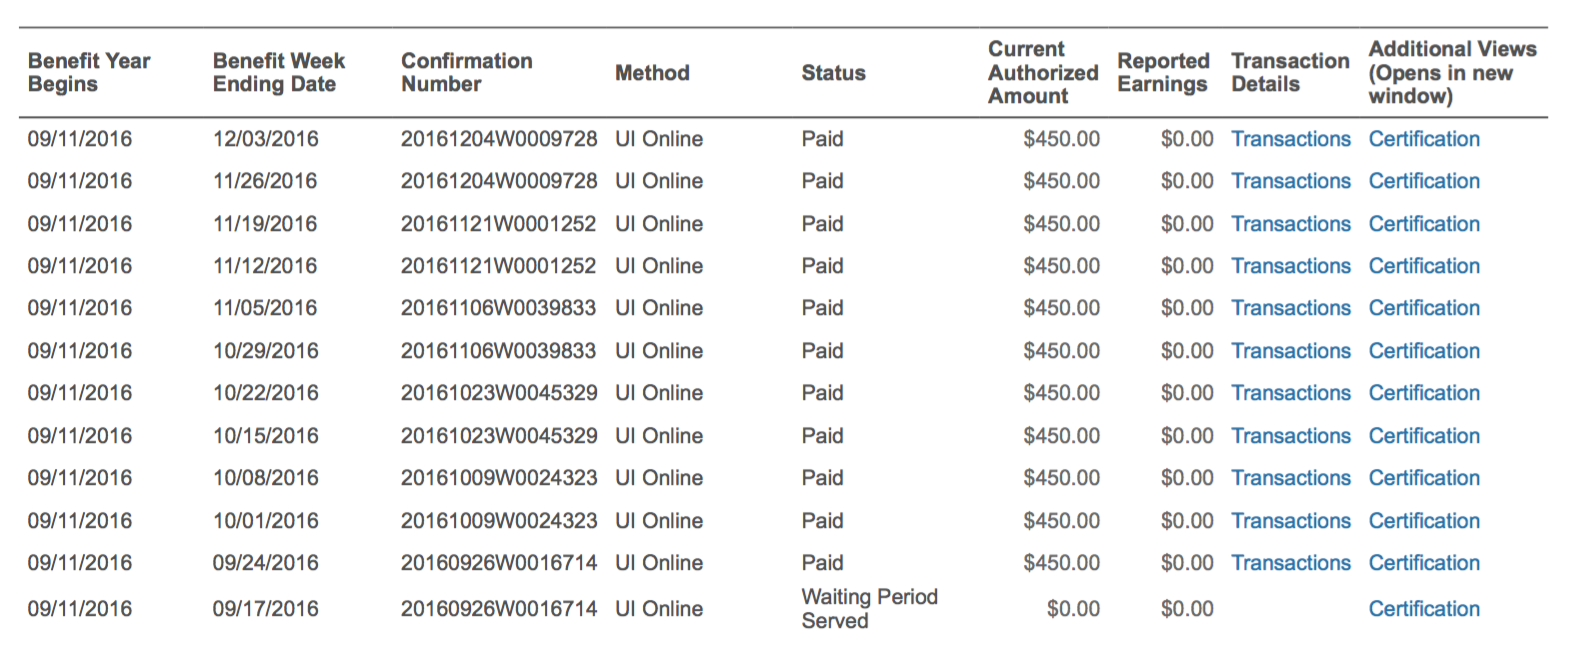 Benefit Year Begins | Benefit Week Ending Date | Confirmation Number | Method | Status | Current Authorized Amount | Reported Earnings | Transaction Details | Additional Views (Opens in new window)
09/11/2016 12/03/2016 20161204W0009728 UI Online Paid $450.00 $0.00 Transactions Certification
09/11/2016 11/26/2016 20161204W0009728 UI Online Paid $450.00 $0.00 Transactions Certification
09/11/2016 11/19/2016 20161121W0001252 UI Online Paid $450.00 $0.00 Transactions Certification
09/11/2016 11/12/2016 20161121W0001252 UI Online Paid $450.00 $0.00 Transactions Certification
09/11/2016 11/05/2016 20161106W0039833 UI Online Paid $450.00 $0.00 Transactions Certification
09/11/2016 10/29/2016 20161106W0039833 UI Online Paid $450.00 $0.00 Transactions Certification
09/11/2016 10/22/2016 20161023W0045329 UI Online Paid $450.00 $0.00 Transactions Certification
09/11/2016 10/15/2016 20161023W0045329 UI Online Paid $450.00 $0.00 Transactions Certification
09/11/2016 10/08/2016 20161009W0024323 UI Online Paid $450.00 $0.00 Transactions Certification
09/11/2016 10/01/2016 20161009W0024323 UI Online Paid $450.00 $0.00 Transactions Certification
09/11/2016 09/24/2016 20160926W0016714 UI Online Paid $450.00 $0.00 Transactions Certification
09/11/2016 09/17/2016 20160926W0016714 UI Online Waiting Period Served $0.00 $0.00 Certification